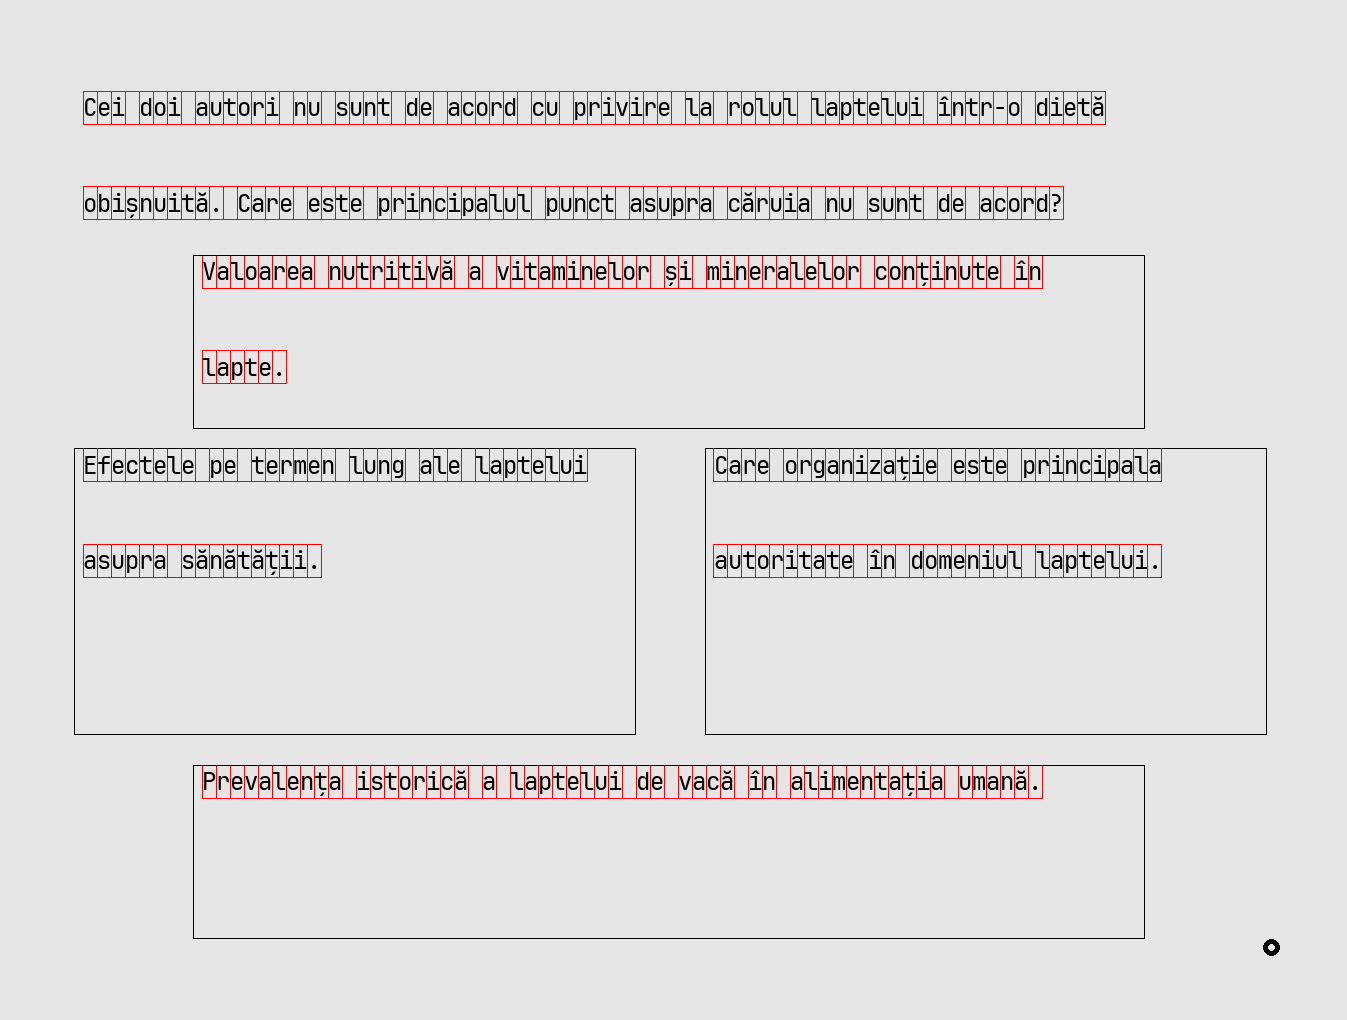 Cei doi autori nu sunt de acord cu privire la rolul laptelui într-o dietă
obișnuită. Care este principalul punct asupra căruia nu sunt de acord?
Valoarea nutritivă a vitaminelor și mineralelor conținute în
lapte.
Efectele pe termen lung ale laptelui
asupra sănătății.
Care organizație este principala
autoritate în domeniul laptelui.
Prevalența istorică a laptelui de vacă în alimentația umană.